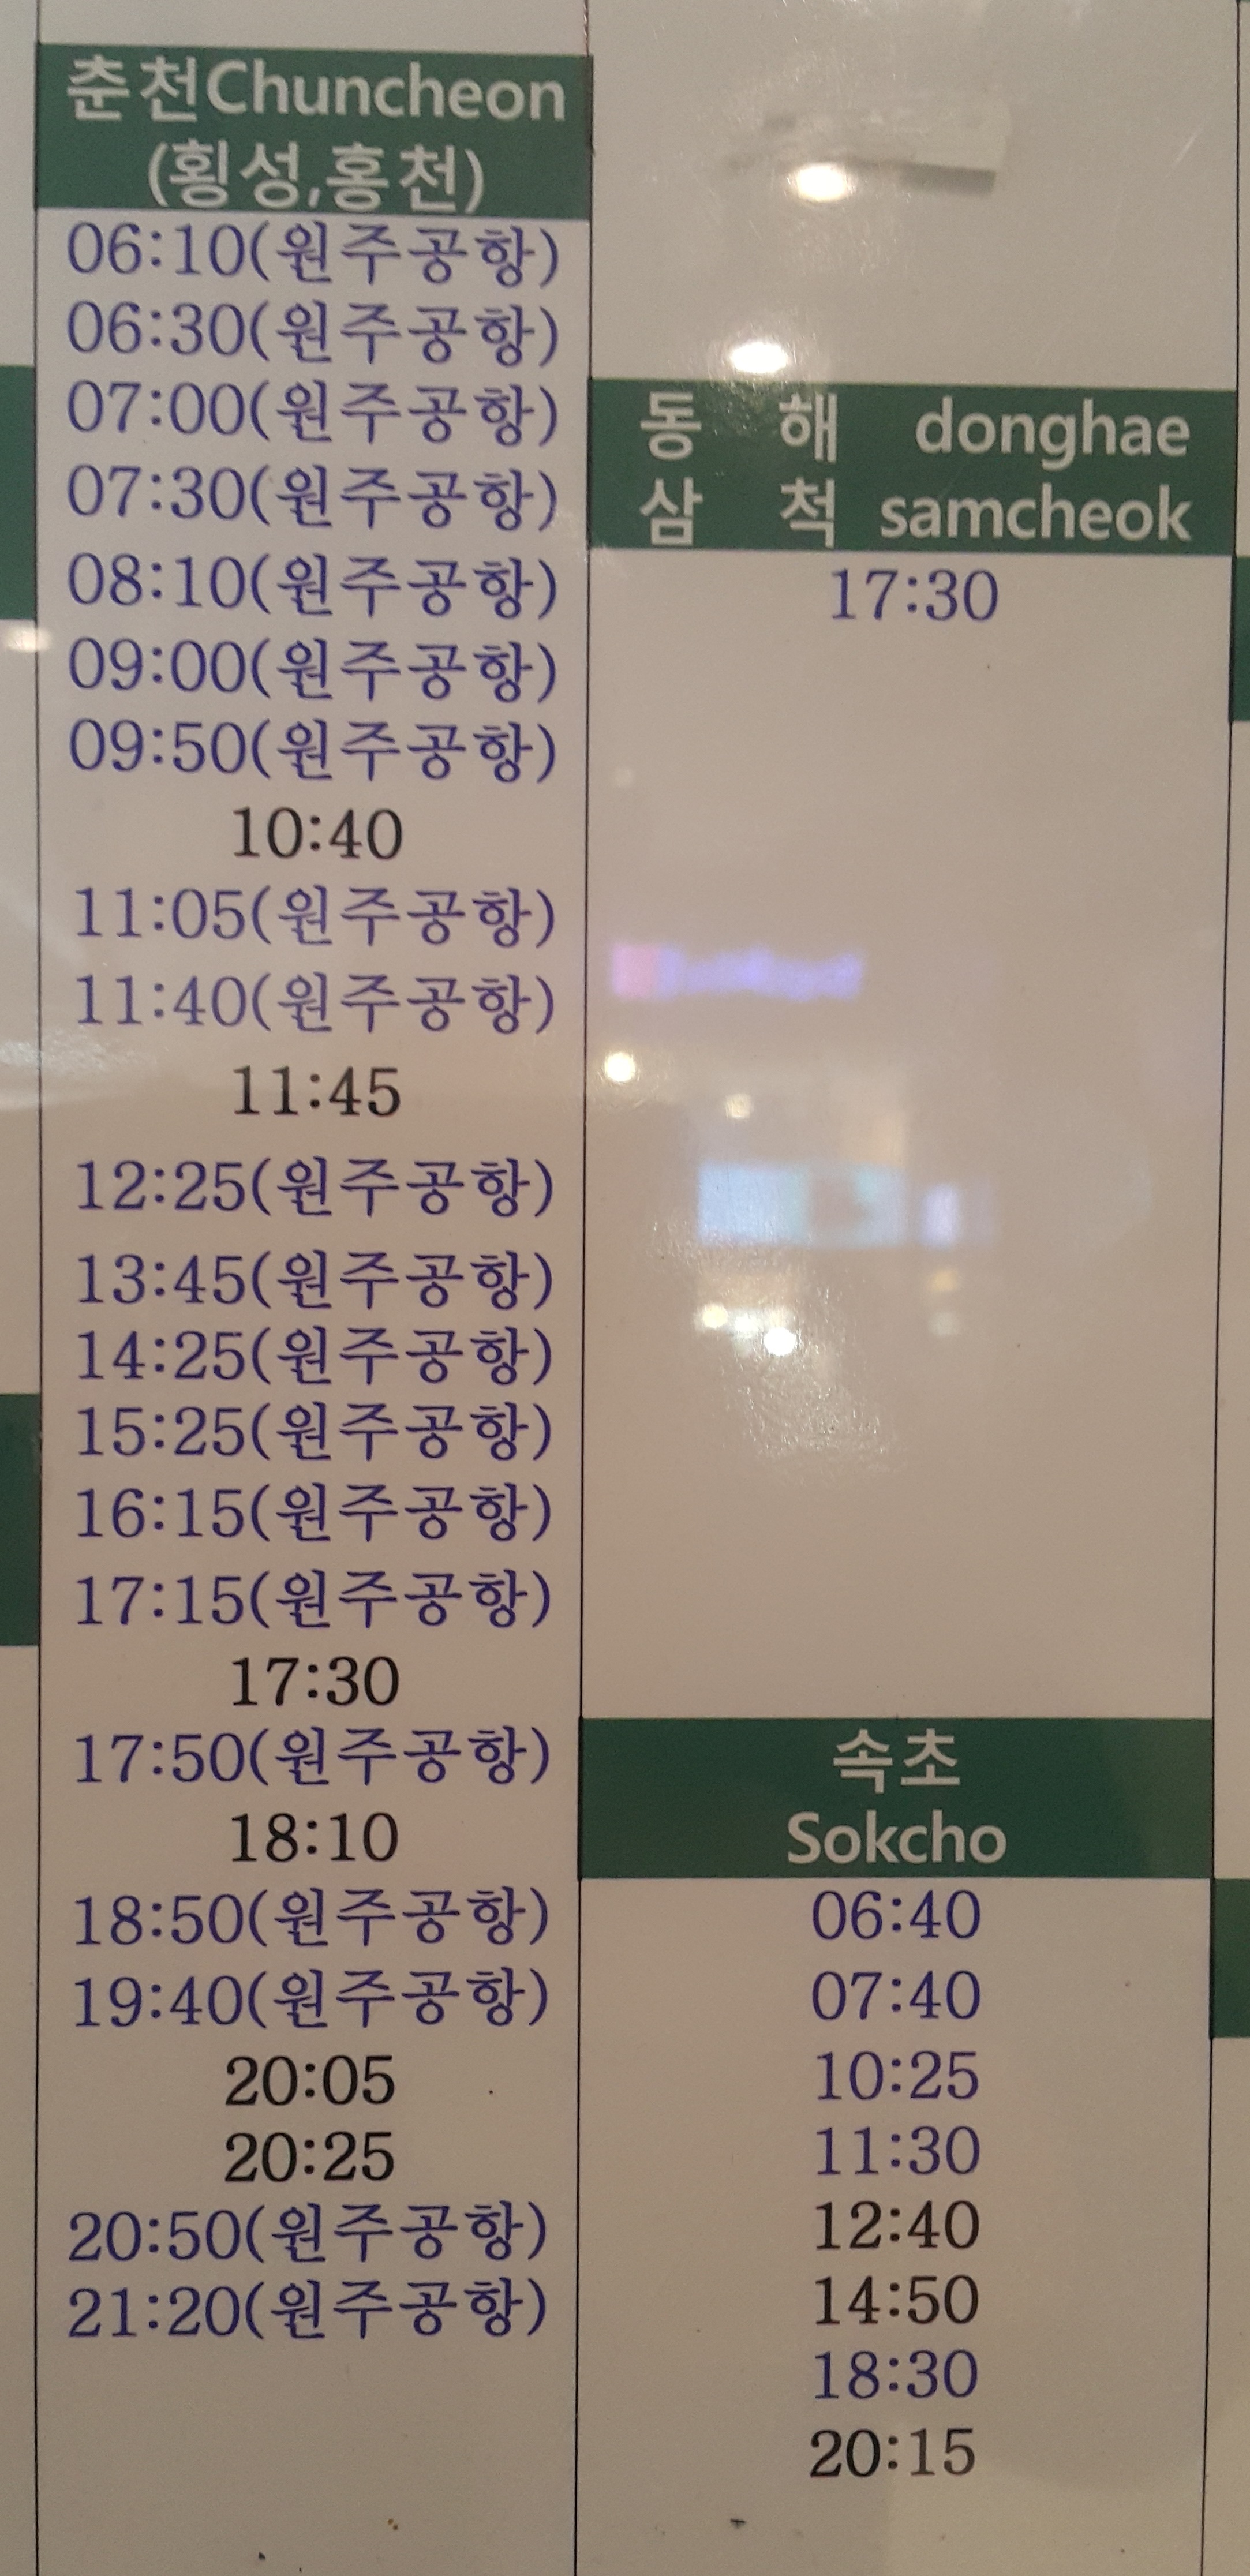 춘천Chuncheon
(횡성,홍천)
06:10(원주공항)
06:30(원주공항)
07:00(원주공항)
07:30(원주공항)
08:10(원주공항)
09:00(원주공항)
09:50(원주공항)
10:40
11:05(원주공항)
11:40(원주공항)
11:45
12:25(원주공항)
13:45(원주공항)
14:25(원주공항)
15:25(원주공항)
16:15(원주공항)
17:15(원주공항)
17:30
17:50(원주공항)
18:10
18:50(원주공항)
19:40(원주공항)
20:05
20:25
20:50(원주공항)
21:20(원주공항)
동 해 donghae
삼 척 samcheok
17:30
속초
Sokcho
06:40
07:40
10:25
11:30
12:40
14:50
18:30
20:15